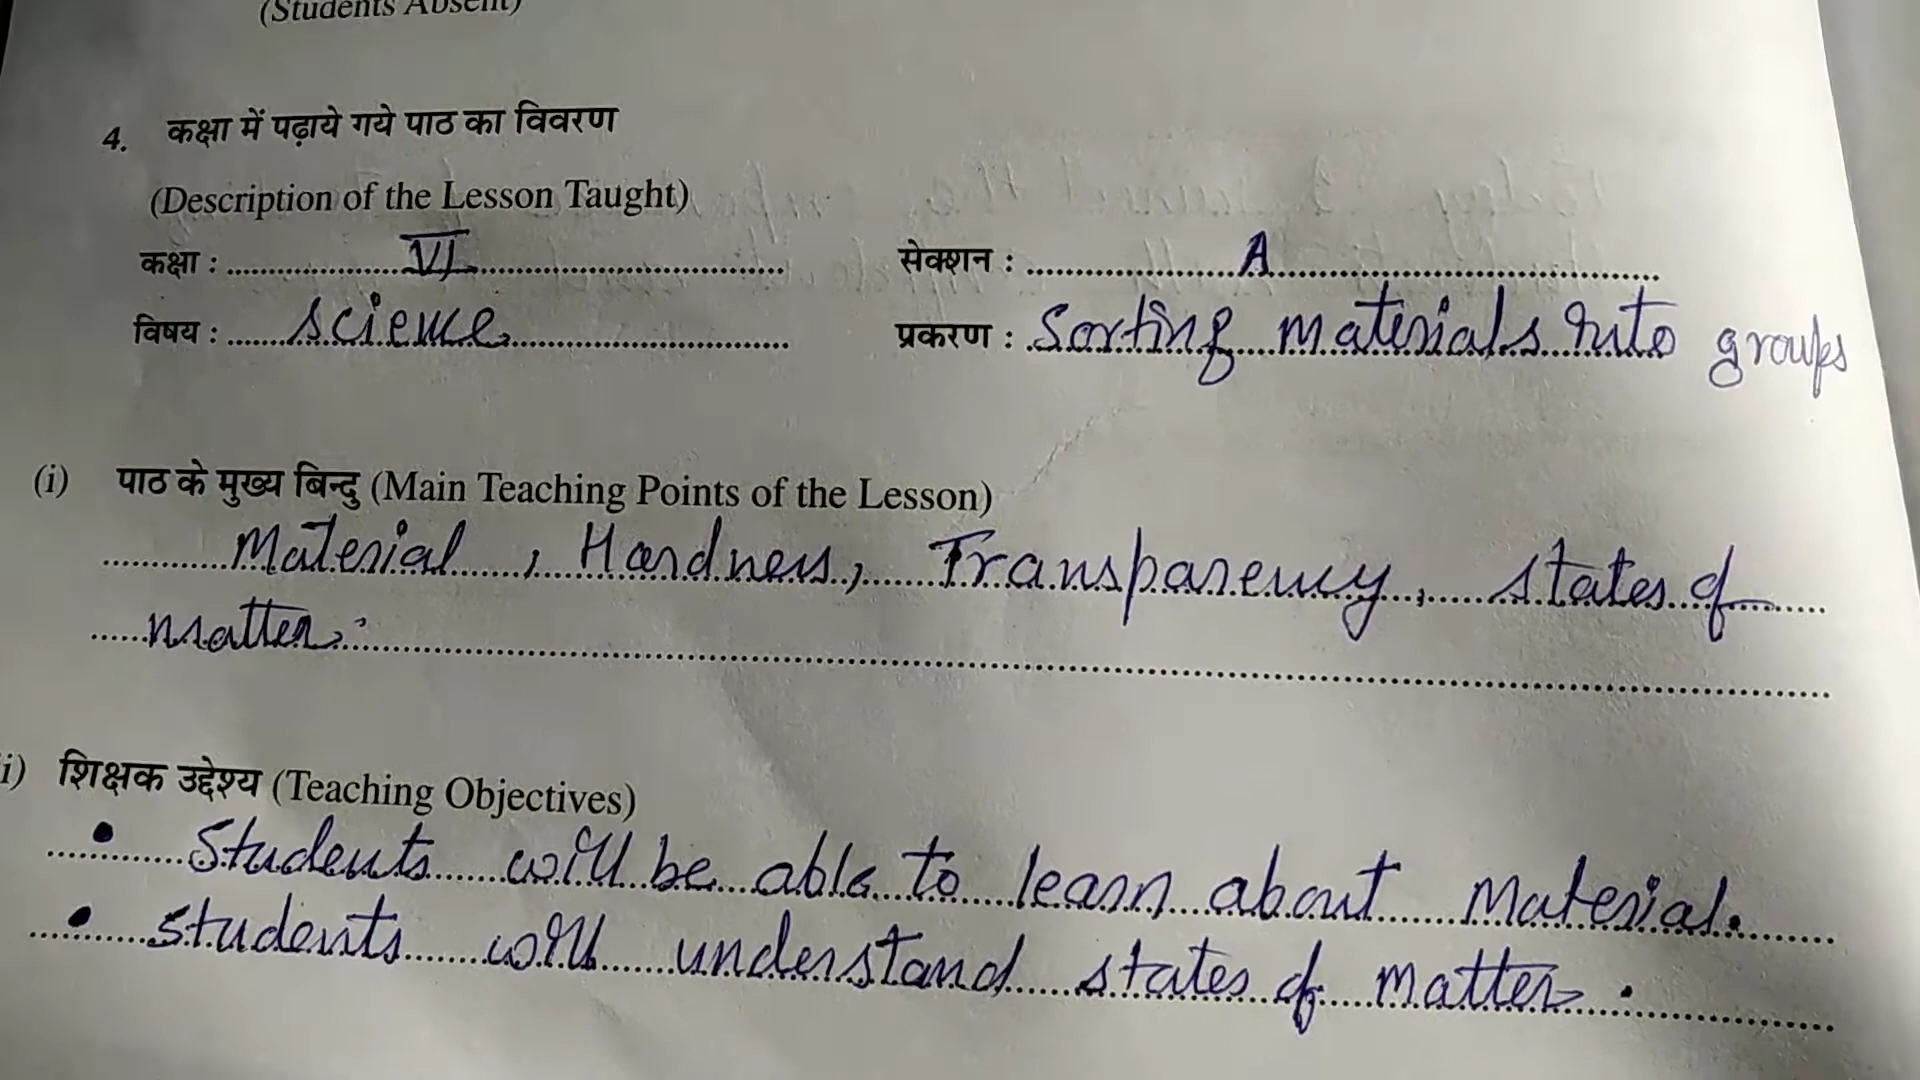 (Students Absent)
4. कक्षा में पढ़ाये गये पाठ का विवरण
(Description of the Lesson Taught)
कक्षा : VI सेक्शन : A
विषय : Science प्रकरण : Sorting materials into groups
(i) पाठ के मुख्य बिन्दु (Main Teaching Points of the Lesson)
Material, Hardness, Transparency, states of
matter.
i) शिक्षक उद्देश्य (Teaching Objectives)
• Students will be able to learn about Material.
• Students will understand states of matter.